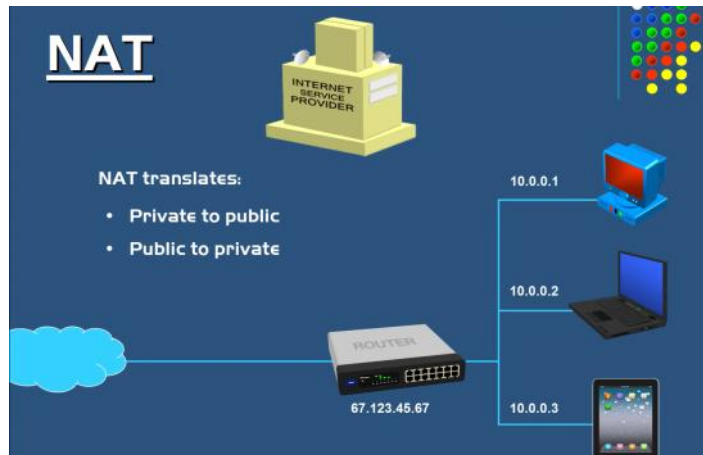 NAT
INTERNET
SERVICE
PROVIDER
NAT translates:
• Private to public
• Public to private
10.0.0.1
10.0.0.2
ROUTER
67.123.45.67
10.0.0.3